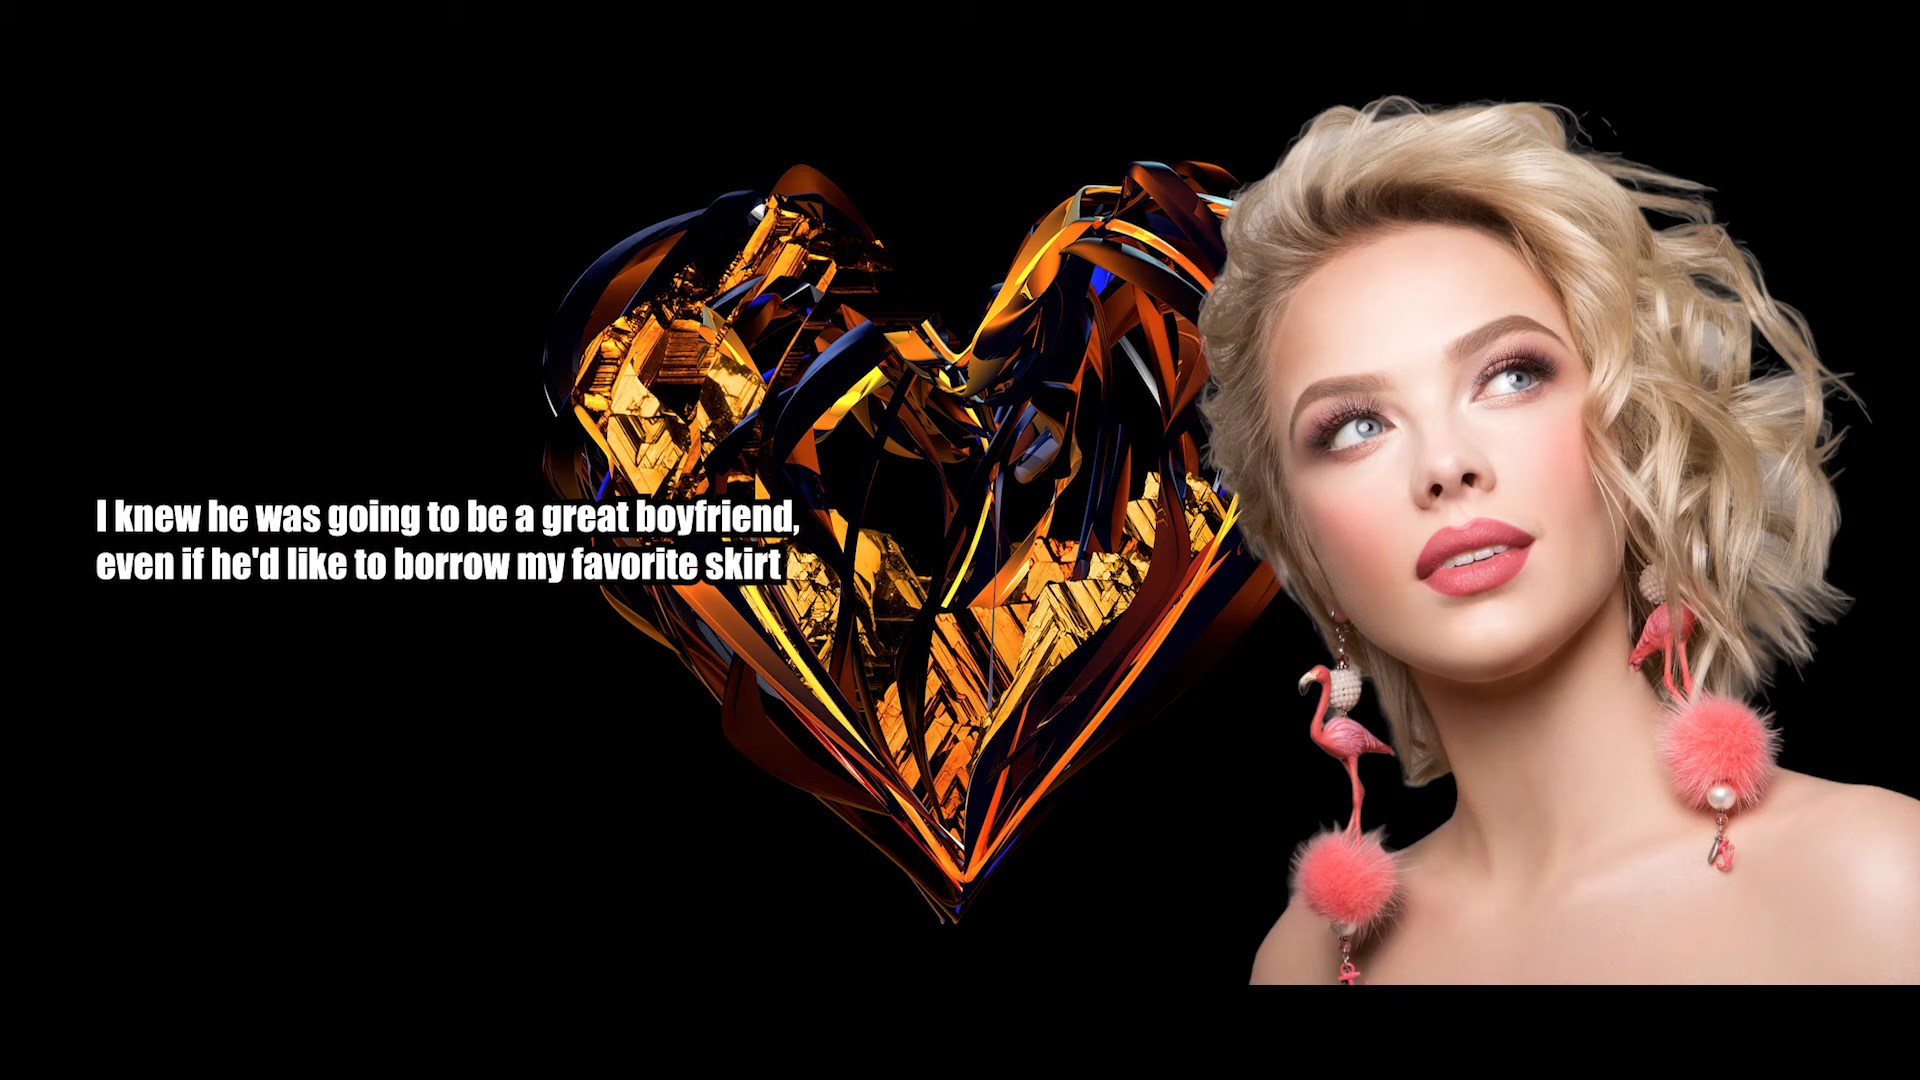 I knew he was going to be a great boyfriend,
even if he'd like to borrow my favorite skirt